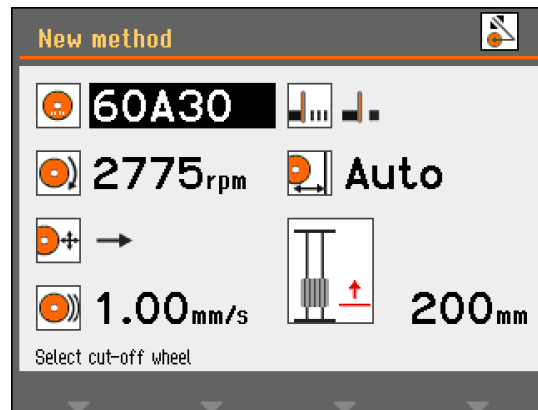 New method
60A30
2775rpm Auto
1.00mm/s 200mm
Select cut-off wheel